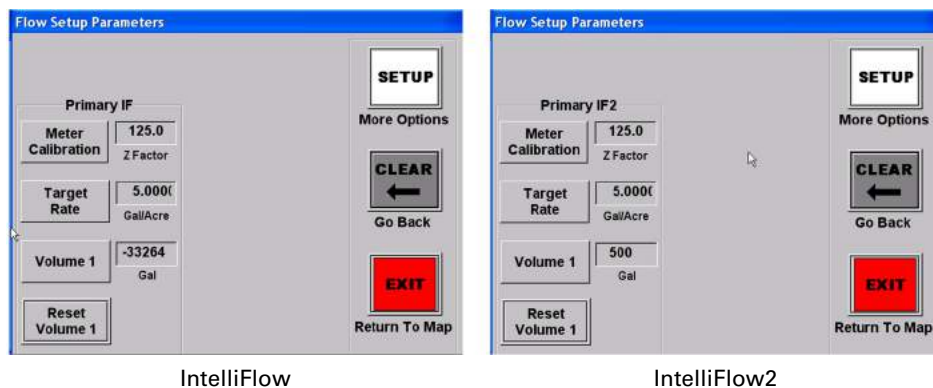 Flow Setup Parameters
SETUP
More Options
Primary IF
Meter
Calibration
125.0
Z Factor
CLEAR
Go Back
Target
Rate
5.000(
Gal/Acre
Volume 1
-33264
Gal
EXIT
Return To Map
Reset
Volume 1
IntelliFlow
Flow Setup Parameters
SETUP
More Options
Primary IF2
Meter
Calibration
125.0
Z Factor
CLEAR
Go Back
Target
Rate
5.000(
Gal/Acre
Volume 1
500
Gal
EXIT
Return To Map
Reset
Volume 1
IntelliFlow2